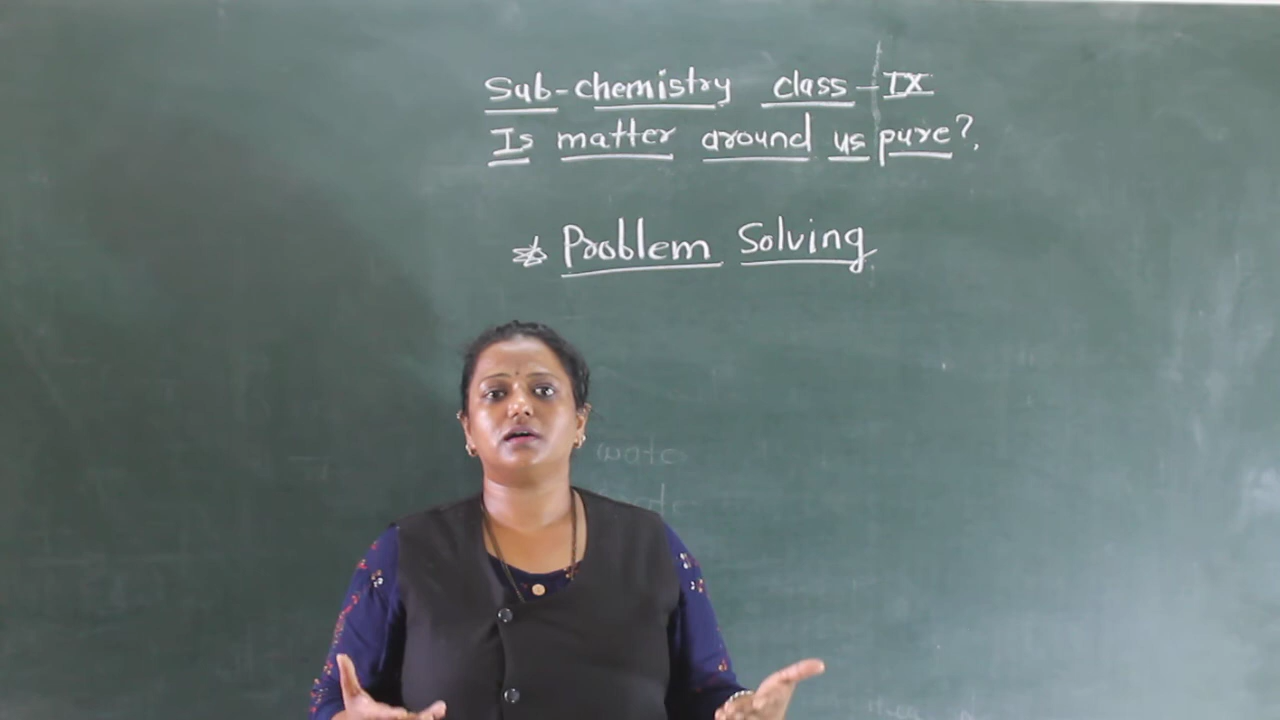 Sub-chemistry class-IX
Is matter around us pure?
* Problem Solving